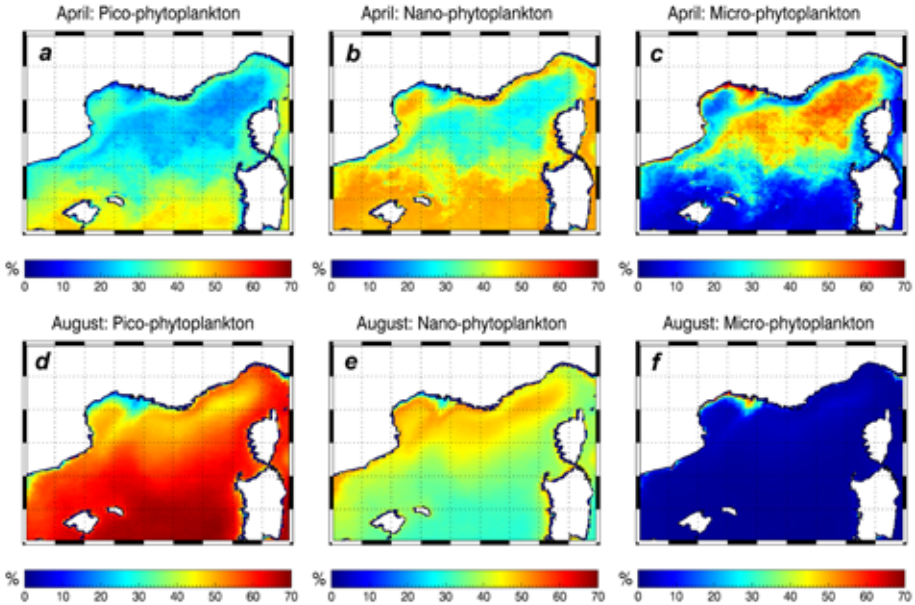 April: Pico-phytoplankton April: Nano-phytoplankton April: Micro-phytoplankton
a b c
% 0 10 20 30 40 50 60 70 % 0 10 20 30 40 50 60 70 % 0 10 20 30 40 50 60 70
August: Pico-phytoplankton August: Nano-phytoplankton August: Micro-phytoplankton
d e f
% 0 10 20 30 40 50 60 70 % 0 10 20 30 40 50 60 70 % 0 10 20 30 40 50 60 70